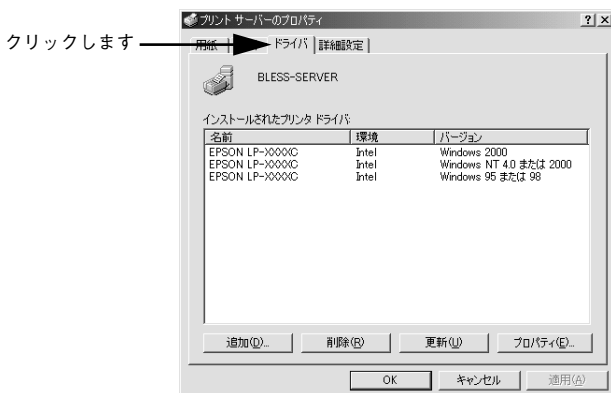 プリント サーバーのプロパティ
クリックします
用紙 ドライバ 詳細設定
BLESS-SERVER
インストールされたプリンタ ドライバ:
名前 環境 バージョン
EPSON LP-XXXXC Intel Windows 2000
EPSON LP-XXXXC Intel Windows NT 4.0 または 2000
EPSON LP-XXXXC Intel Windows 95 または 98
追加(D)... 削除(R) 更新(U) プロパティ(E)...
OK キャンセル 適用(A)